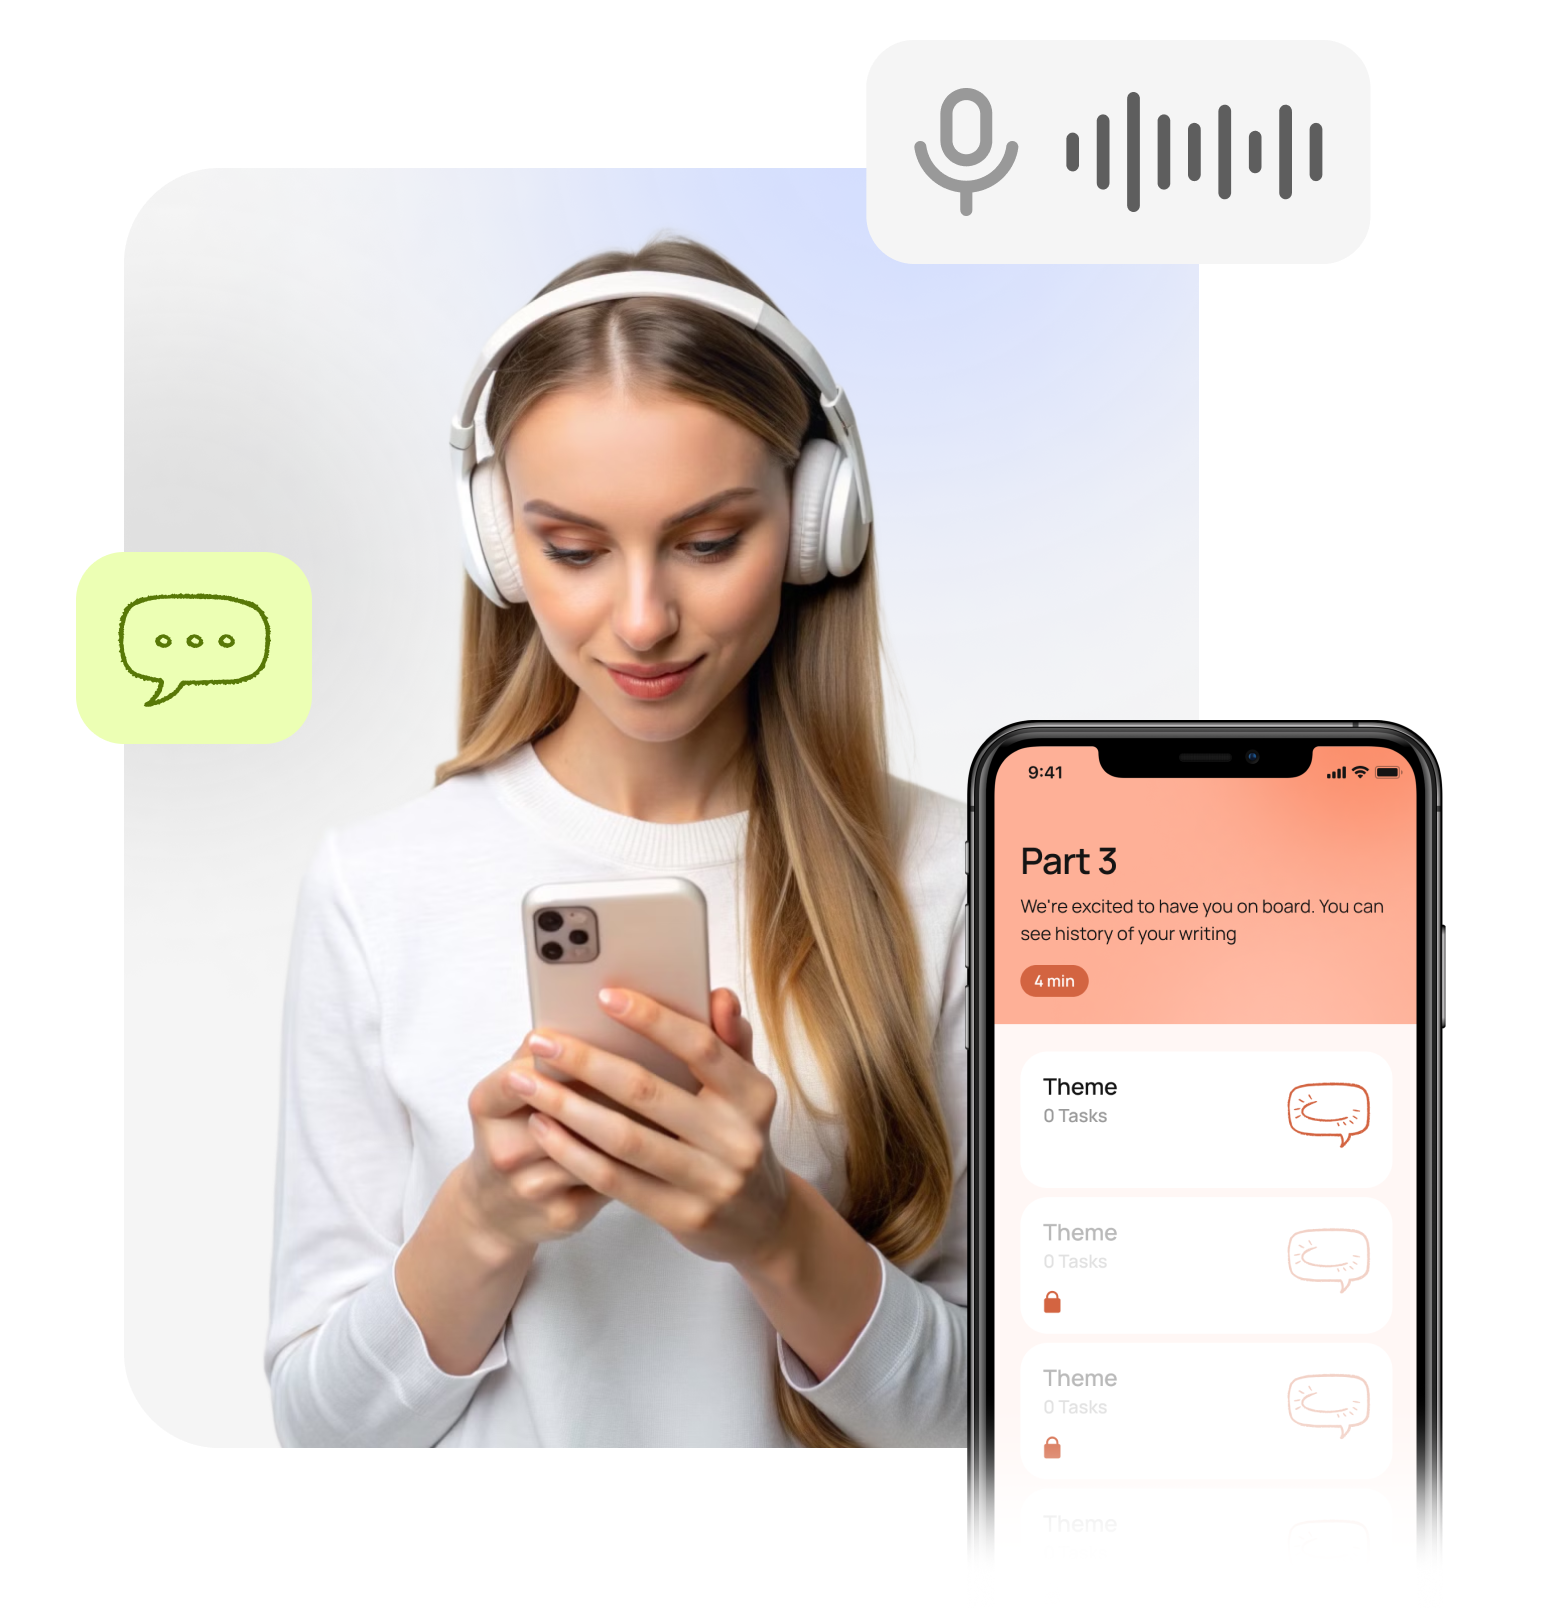 9:41
Part 3
We're excited to have you on board. You can
see history of your writing
4 min
Theme
0 Tasks
Theme
0 Tasks
Theme
0 Tasks
Theme